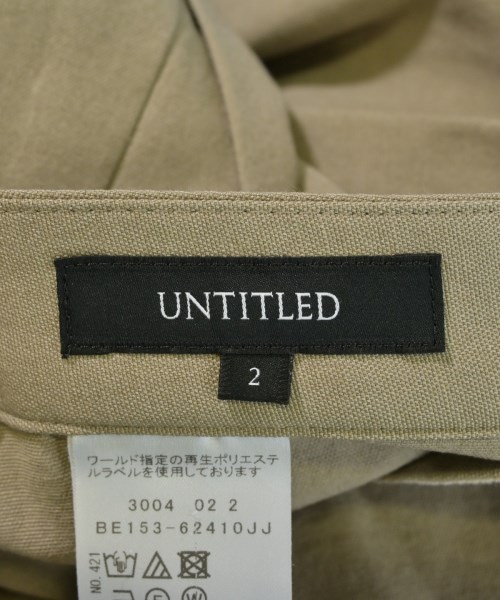 UNTITLED
2
ワールド指定の再生ポリエステ
ルラベルを使用しております
3004 02 2
BE153-62410JJ
NO. 421